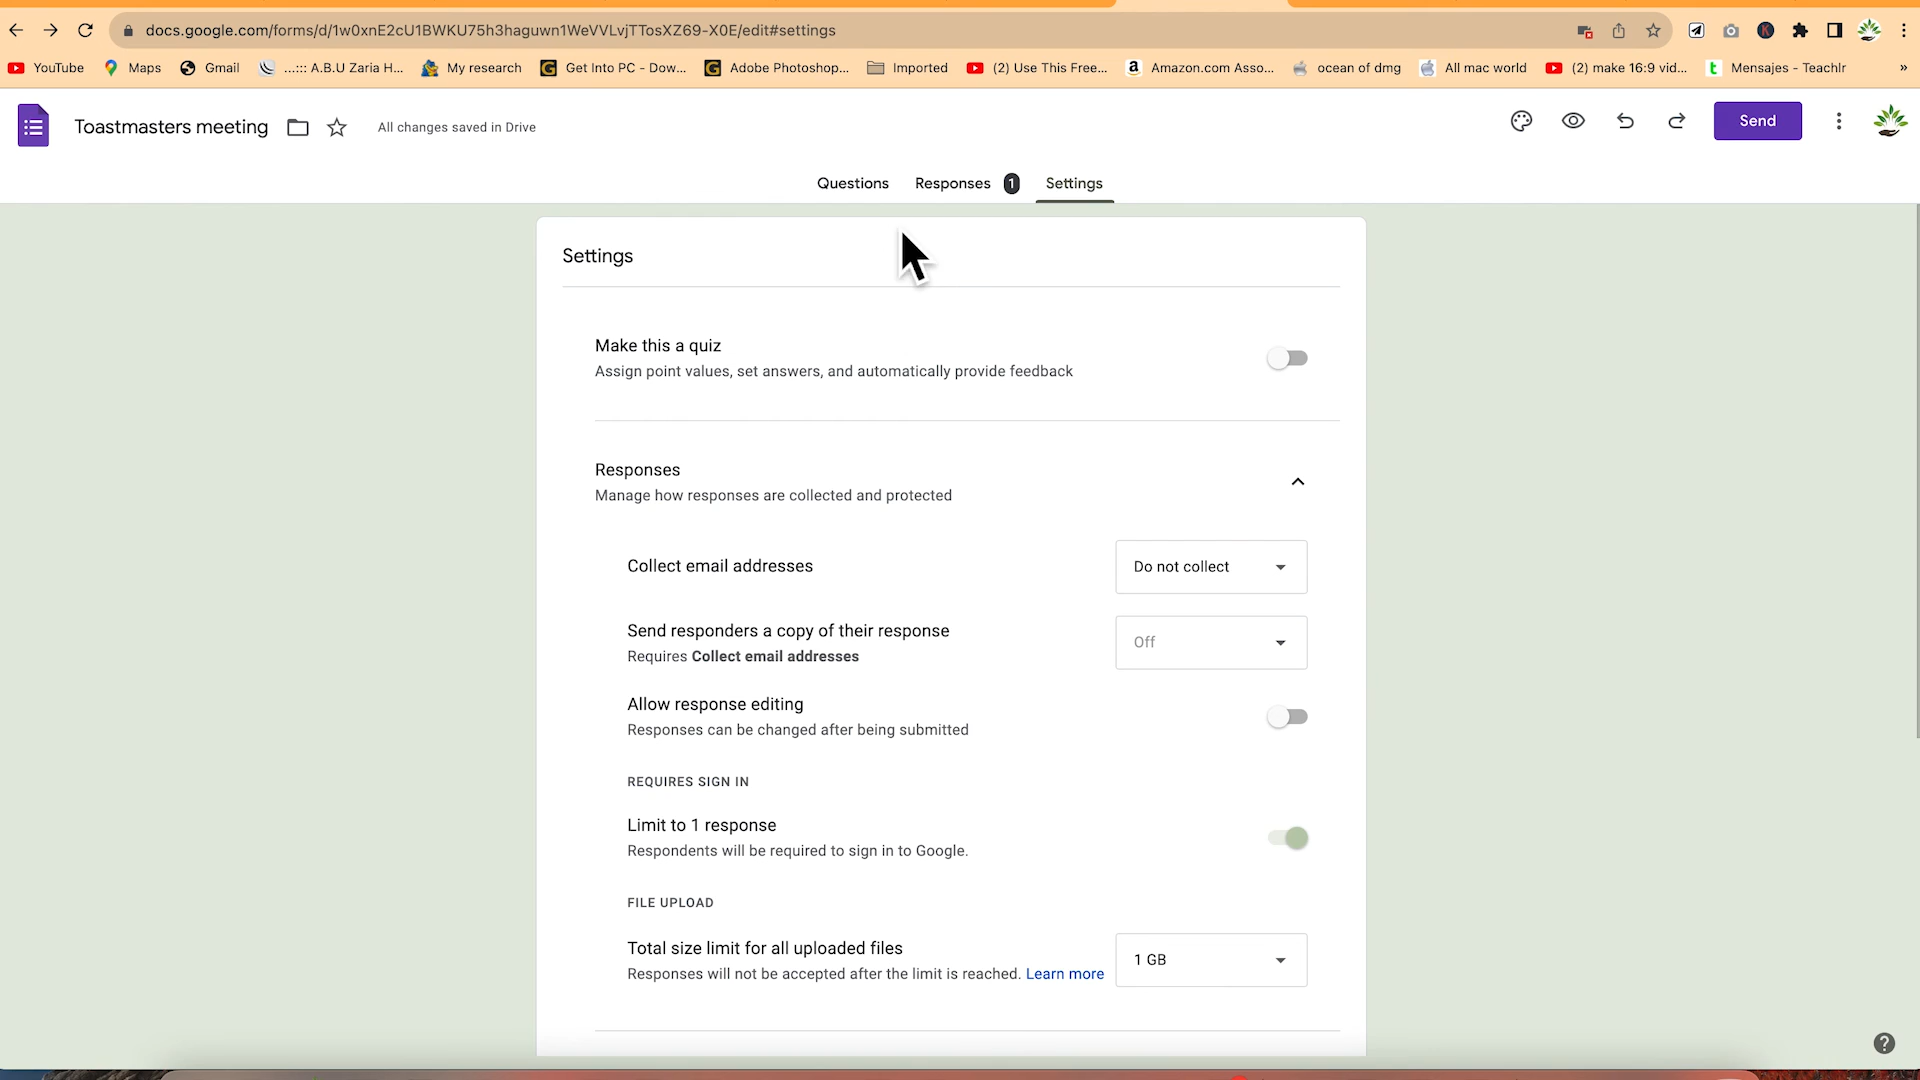 docs.google.com/forms/d/1w0xnE2cU1BWKU75h3haguwn1WeVVLvjTTosXZ69-X0E/edit#settings
YouTube Maps Gmail ...::: A.B.U Zaria H... My research Get Into PC - Dow... Adobe Photoshop... Imported (2) Use This Free... Amazon.com Asso... ocean of dmg All mac world (2) make 16:9 vid... Mensajes - Teachlr »
Toastmasters meeting All changes saved in Drive Send
Questions Responses 1 Settings
Settings
Make this a quiz
Assign point values, set answers, and automatically provide feedback
Responses
Manage how responses are collected and protected
Collect email addresses Do not collect
Send responders a copy of their response Off
Requires Collect email addresses
Allow response editing
Responses can be changed after being submitted
REQUIRES SIGN IN
Limit to 1 response
Respondents will be required to sign in to Google.
FILE UPLOAD
Total size limit for all uploaded files 1 GB
Responses will not be accepted after the limit is reached. Learn more